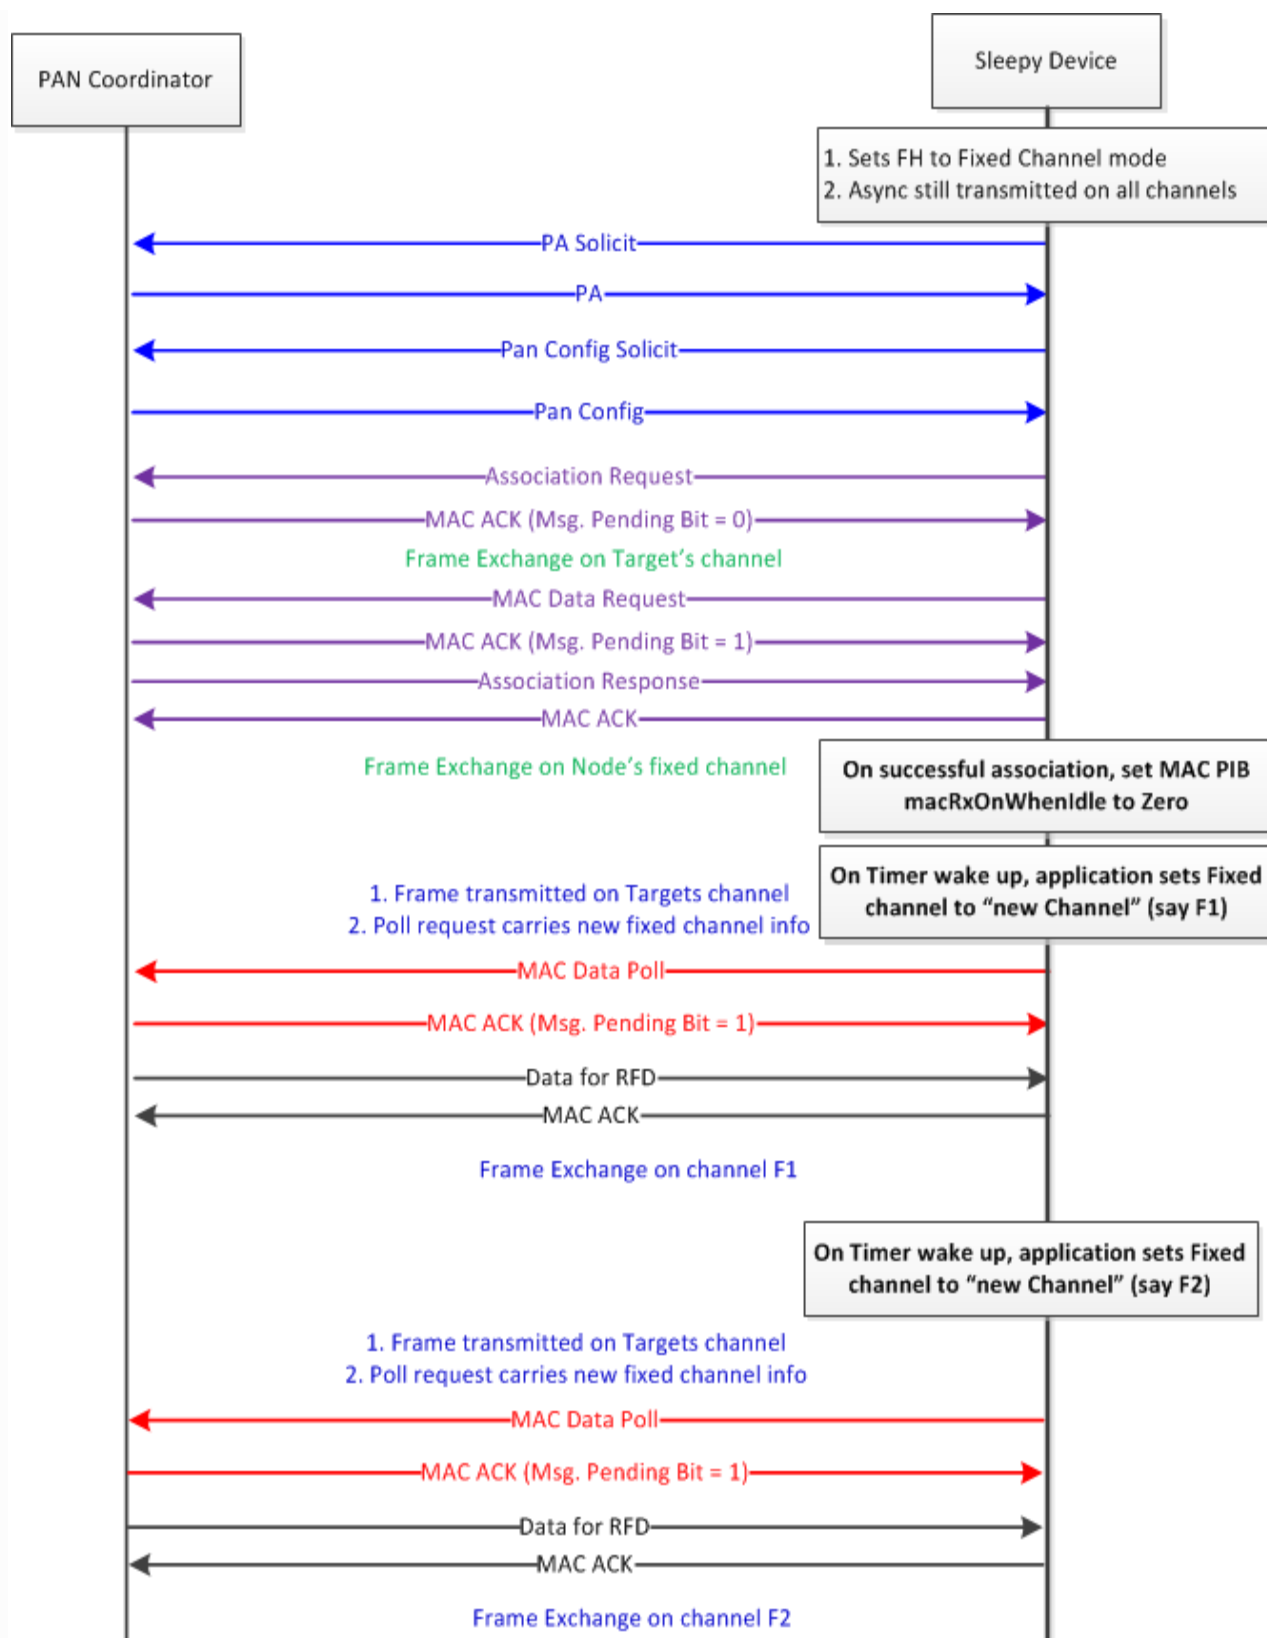 PAN Coordinator
Sleepy Device
1. Sets FH to Fixed Channel mode
2. Async still transmitted on all channels
PA Solicit
PA
Pan Config Solicit
Pan Config
Association Request
MAC ACK (Msg. Pending Bit = 0)
Frame Exchange on Target's channel
MAC Data Request
MAC ACK (Msg. Pending Bit = 1)
Association Response
MAC ACK
Frame Exchange on Node's fixed channel
On successful association, set MAC PIB
macRxOnWhenIdle to Zero
On Timer wake up, application sets Fixed
channel to “new Channel” (say F1)
1. Frame transmitted on Targets channel
2. Poll request carries new fixed channel info
MAC Data Poll
MAC ACK (Msg. Pending Bit = 1)
Data for RFD
MAC ACK
Frame Exchange on channel F1
On Timer wake up, application sets Fixed
channel to “new Channel” (say F2)
1. Frame transmitted on Targets channel
2. Poll request carries new fixed channel info
MAC Data Poll
MAC ACK (Msg. Pending Bit = 1)
Data for RFD
MAC ACK
Frame Exchange on channel F2